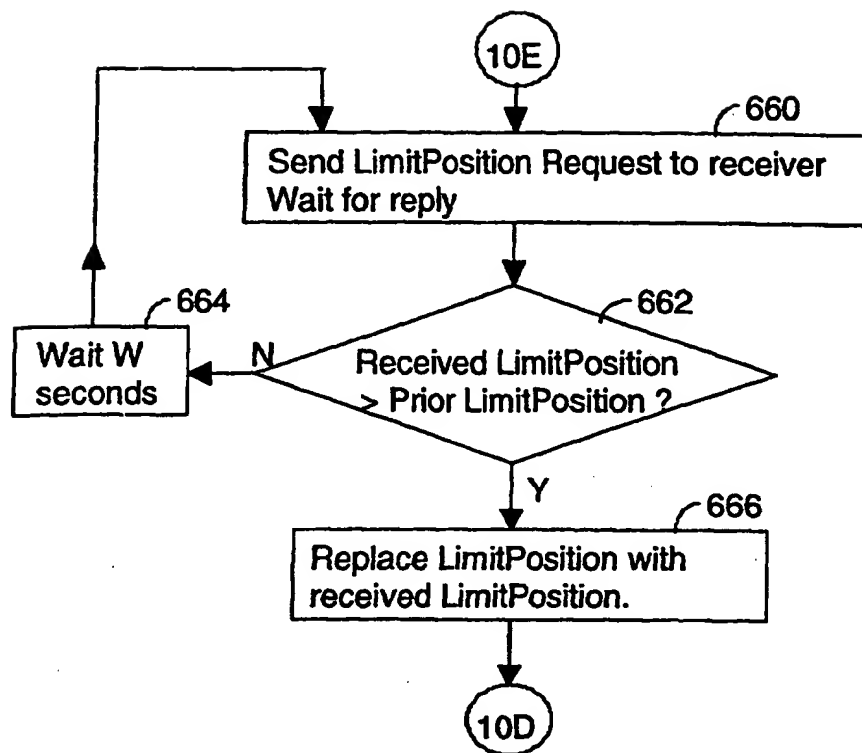 10E
660
Send LimitPosition Request to receiver
Wait for reply
662
664
Wait W
seconds
N
Received LimitPosition
> Prior LimitPosition ?
Y
666
Replace LimitPosition with
received LimitPosition.
10D